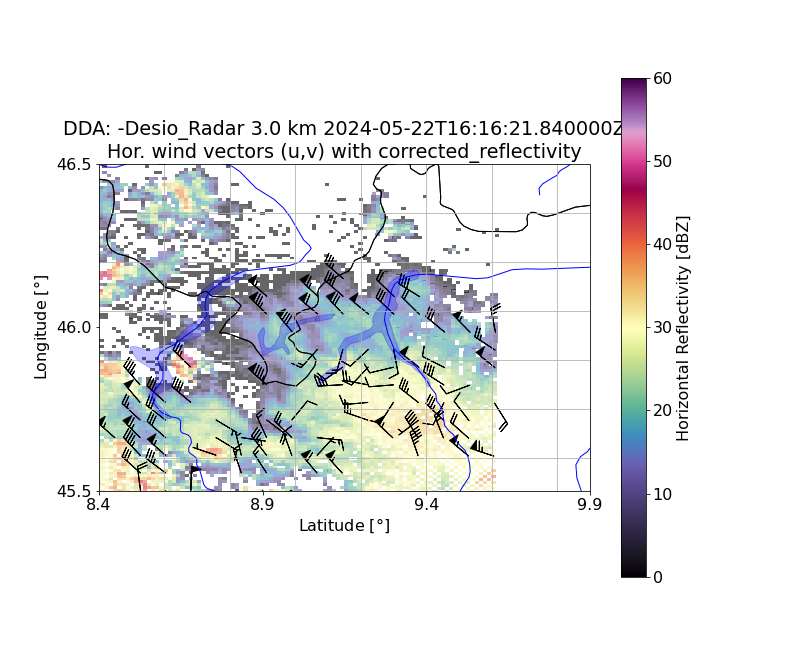 DDA: -Desio_Radar 3.0 km 2024-05-22T16:16:21.840000Z
Hor. wind vectors (u,v) with corrected_reflectivity
46.5
46.0
45.5
Longitude [°]
8.4 8.9 9.4 9.9
Latitude [°]
60
50
40
30
20
10
0
Horizontal Reflectivity [dBZ]